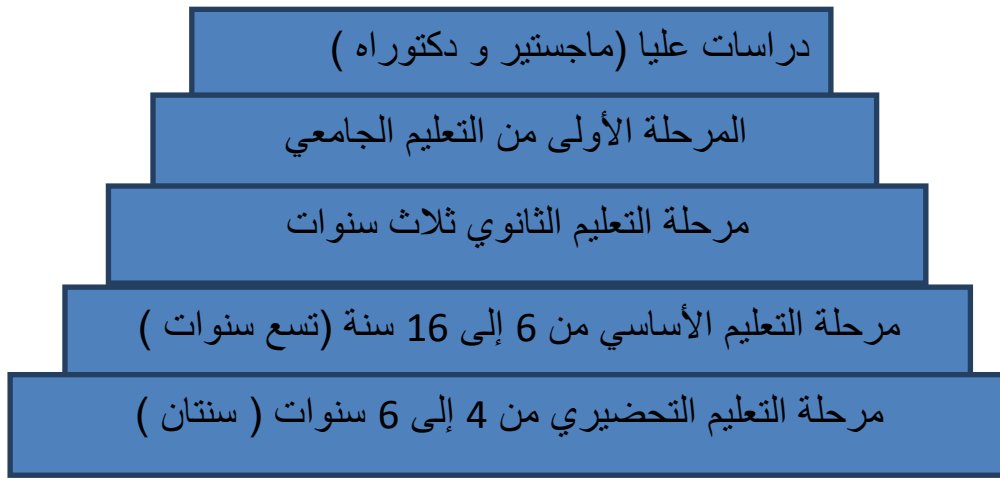 دراسات عليا (ماجستير و دكتوراه )
المرحلة الأولى من التعليم الجامعي
مرحلة التعليم الثانوي ثلاث سنوات
مرحلة التعليم الأساسي من 6 إلى 16 سنة (تسع سنوات )
مرحلة التعليم التحضيري من 4 إلى 6 سنوات ( سنتان )